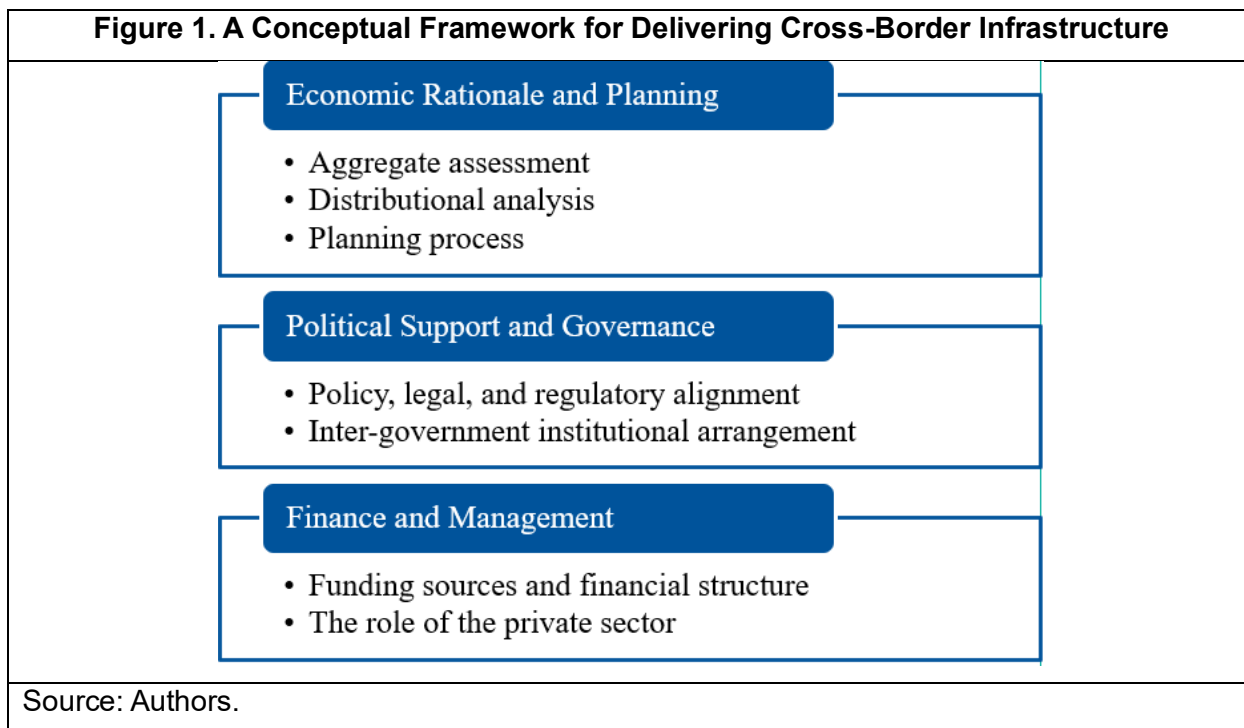 Figure 1. A Conceptual Framework for Delivering Cross-Border Infrastructure
Economic Rationale and Planning
• Aggregate assessment
• Distributional analysis
• Planning process
Political Support and Governance
• Policy, legal, and regulatory alignment
• Inter-government institutional arrangement
Finance and Management
• Funding sources and financial structure
• The role of the private sector
Source: Authors.